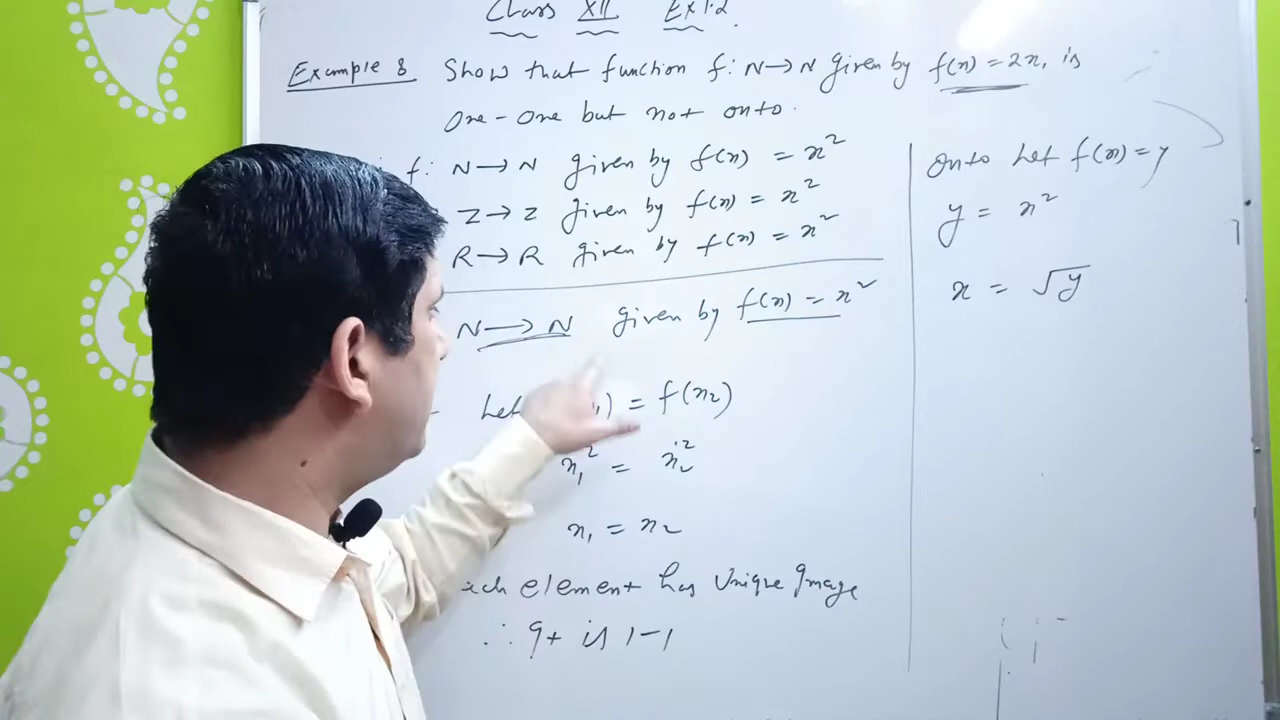 Class XII Ex 1.2
Example 8 Show that function f: N→N given by f(x) = 2x, is
One-One but not onto.
f: N→N given by f(x) = x²
Z→Z given by f(x) = x²
R→R given by f(x) = x²
N→N given by f(x) = x²
Let = f(x₂)
x₁² = x₂²
x₁ = x₂
element has Unique Image
∴ It is 1-1
Onto Let f(x) = y
y = x²
x = √y